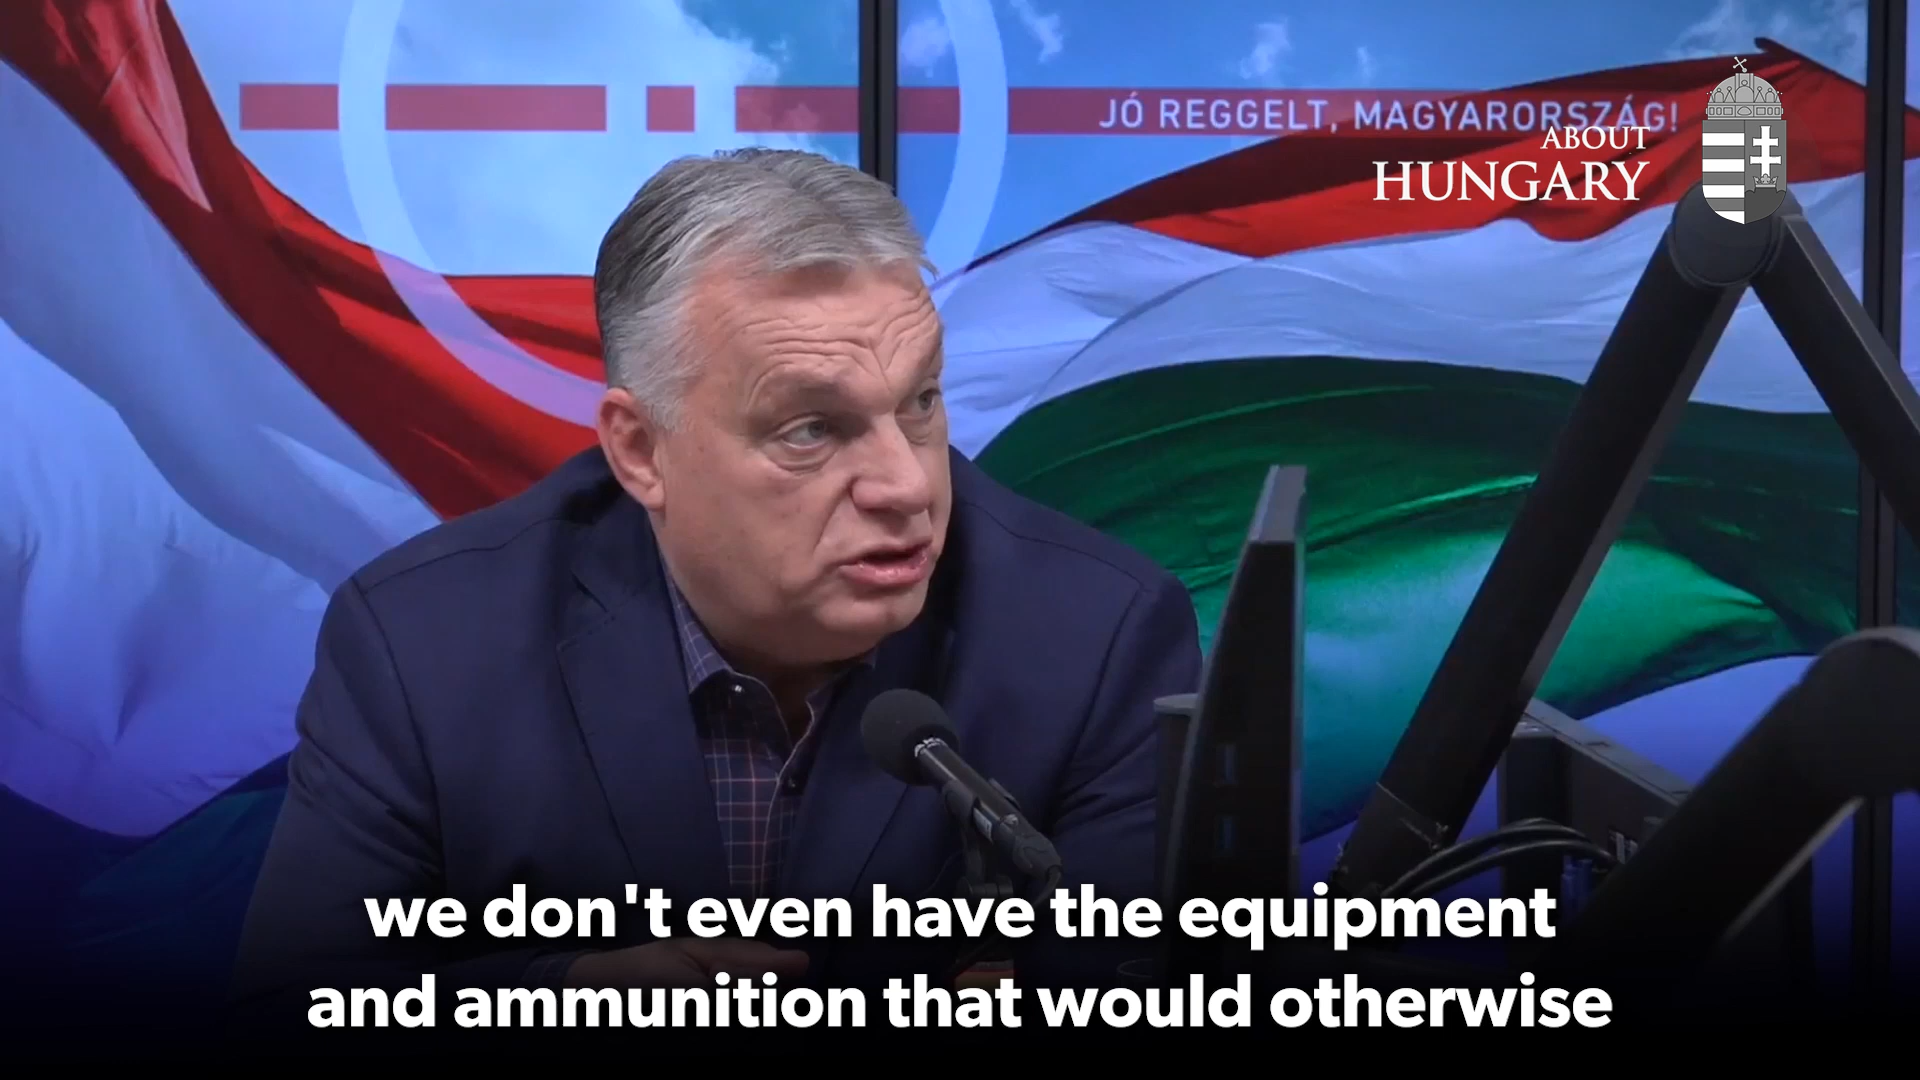 JÓ REGGELT, MAGYARORSZÁG!
ABOUT
HUNGARY
we don't even have the equipment
and ammunition that would otherwise